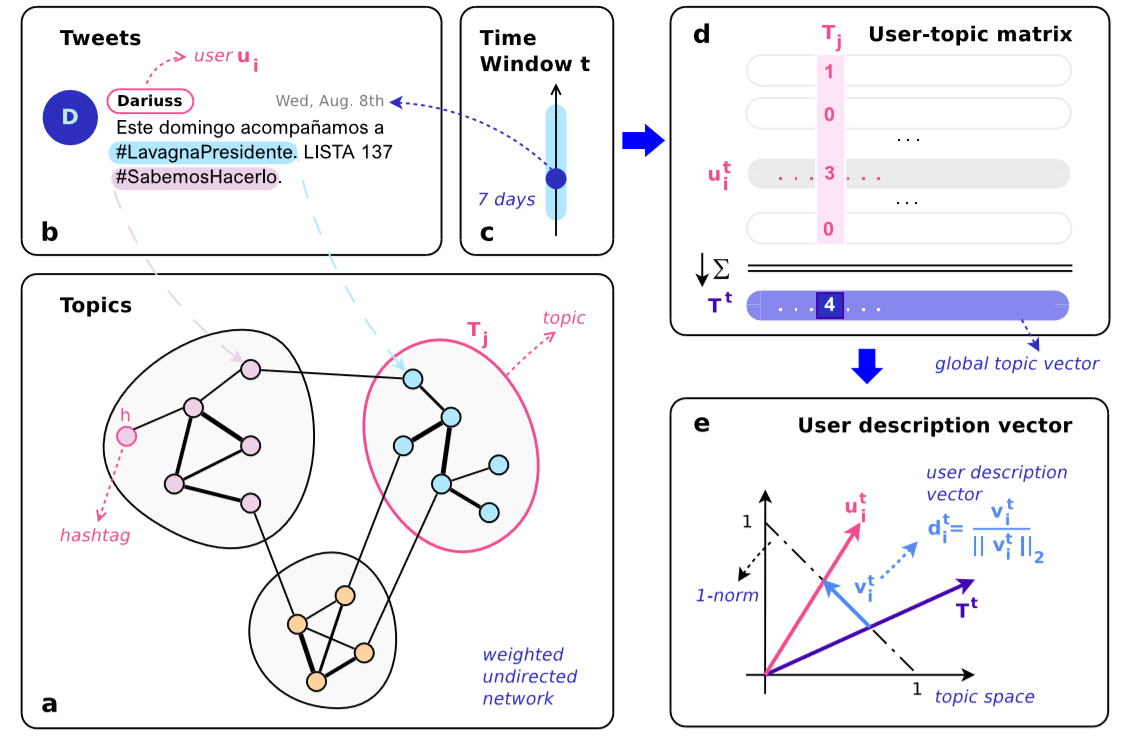 Tweets
user u_i
D
Dariuss
Wed, Aug. 8th
Este domingo acompañamos a
#LavagnaPresidente. LISTA 137
#SabemosHacerlo.
b
Time
Window t
7 days
c
d
T_j
User-topic matrix
1
0
...
u_i^t
... 3 ...
...
0
Σ
T^t
... 4 ...
global topic vector
Topics
T_j
topic
h
hashtag
weighted
undirected
network
a
e
User description vector
user description
vector
d_i^t = v_i^t / || v_i^t ||_2
1
u_i^t
v_i^t
1-norm
T^t
1
topic space